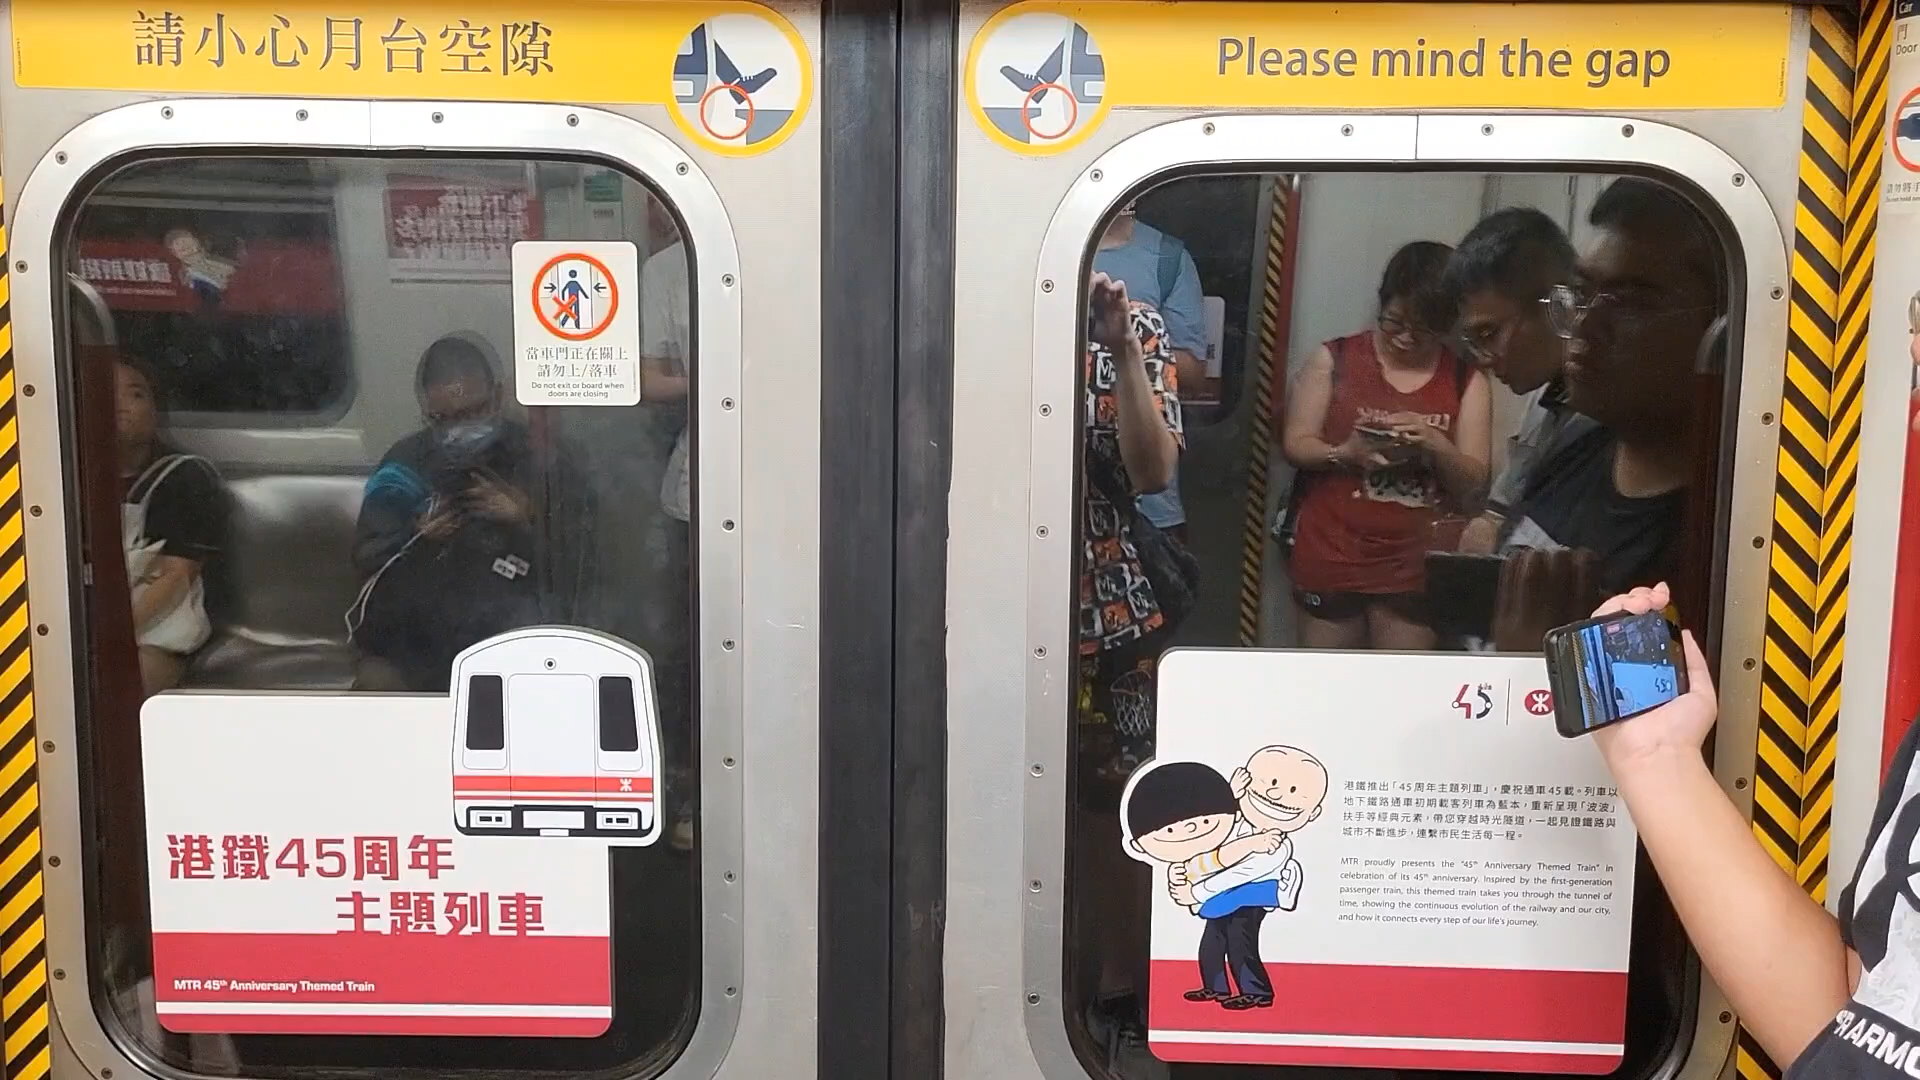 請小心月台空隙
Please mind the gap
當車門正在關上
請勿上/落車
Do not exit or board when
doors are closing
港鐵45周年
主題列車
MTR 45th Anniversary Themed Train
45
港鐵推出「45周年主題列車」，慶祝通車45載。列車以
地下鐵路通車初期載客列車為藍本，重新呈現「波波」
扶手等經典元素，帶您穿越時光隧道，一起見證鐵路與
城市不斷進步，連繫市民生活每一程。
MTR proudly presents the "45th Anniversary Themed Train" in
celebration of its 45th anniversary. Inspired by the first-generation
passenger train, this themed train takes you through the tunnel of
time, showing the continuous evolution of the railway and our city,
and how it connects every step of our life's journey.
Car
門
Door